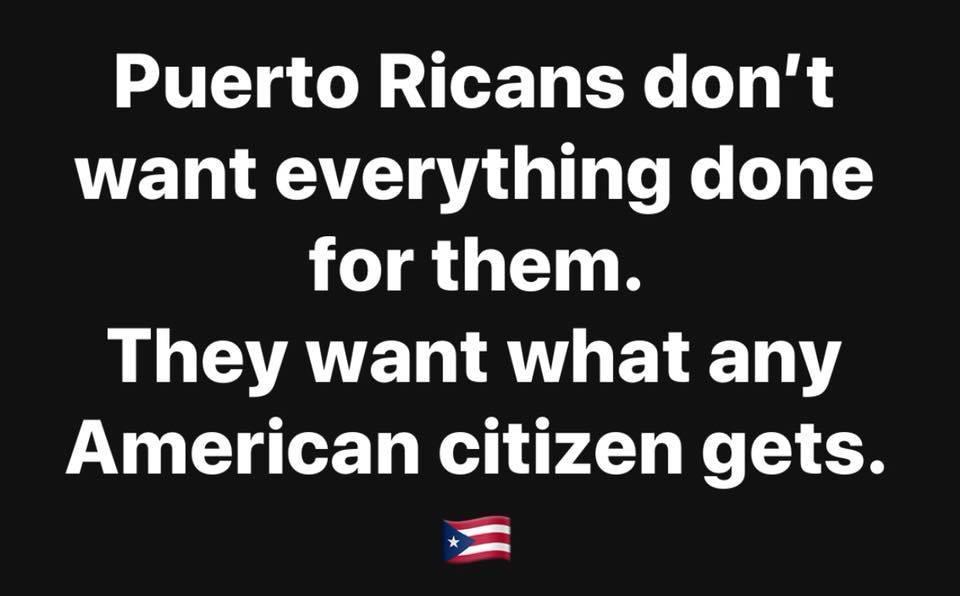 Puerto Ricans don't
want everything done
for them.
They want what any
American citizen gets.